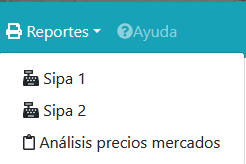 Reportes Ayuda
Sipa 1
Sipa 2
Análisis precios mercados